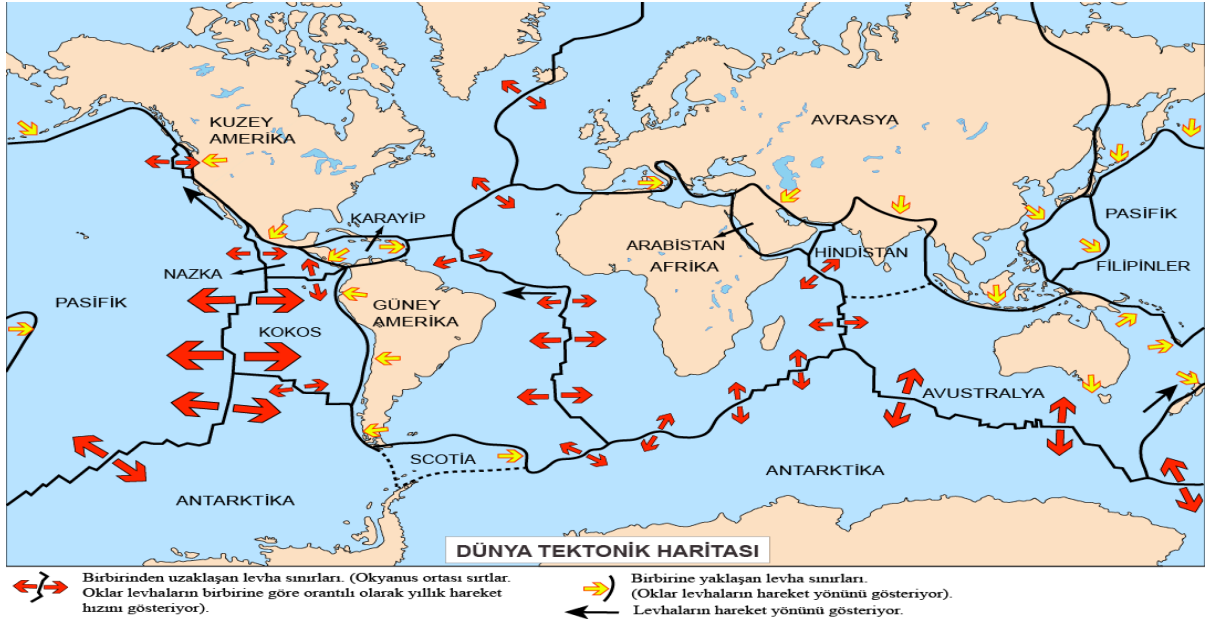 KUZEY
AMERİKA
AVRASYA
KARAYİP
ARABİSTAN
AFRİKA
HİNDİSTAN
PASİFİK
FİLİPİNLER
NAZKA
PASİFİK
KOKOS
GÜNEY
AMERİKA
AVUSTRALYA
SCOTİA
ANTARKTİKA
ANTARKTİKA
DÜNYA TEKTONİK HARİTASI
Birbirinden uzaklaşan levha sınırları. (Okyanus ortası sırtlar.
Oklar levhaların birbirine göre orantılı olarak yıllık hareket
hızını gösteriyor).
Birbirine yaklaşan levha sınırları.
(Oklar levhaların hareket yönünü gösteriyor).
Levhaların hareket yönünü gösteriyor.